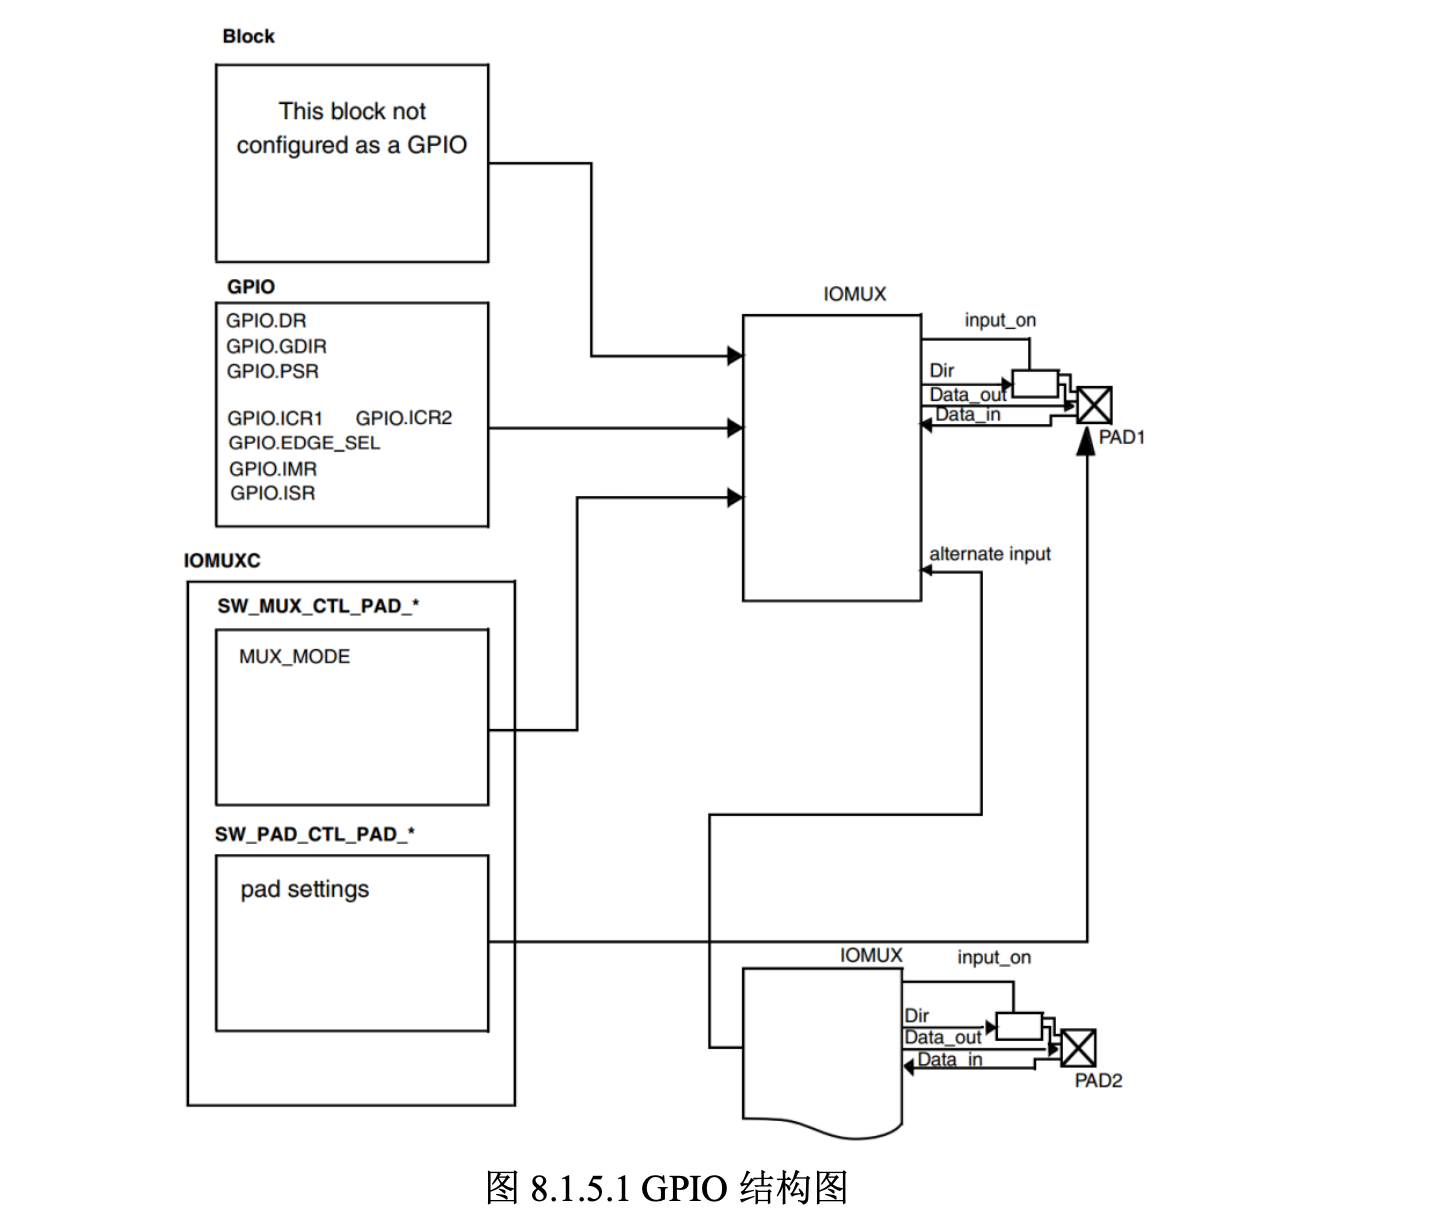 Block
This block not
configured as a GPIO
GPIO
GPIO.DR
GPIO.GDIR
GPIO.PSR
GPIO.ICR1 GPIO.ICR2
GPIO.EDGE_SEL
GPIO.IMR
GPIO.ISR
IOMUXC
SW_MUX_CTL_PAD_*
MUX_MODE
SW_PAD_CTL_PAD_*
pad settings
IOMUX
input_on
Dir
Data_out
Data_in
PAD1
alternate input
IOMUX
input_on
Dir
Data_out
Data_in
PAD2
图 8.1.5.1 GPIO 结构图